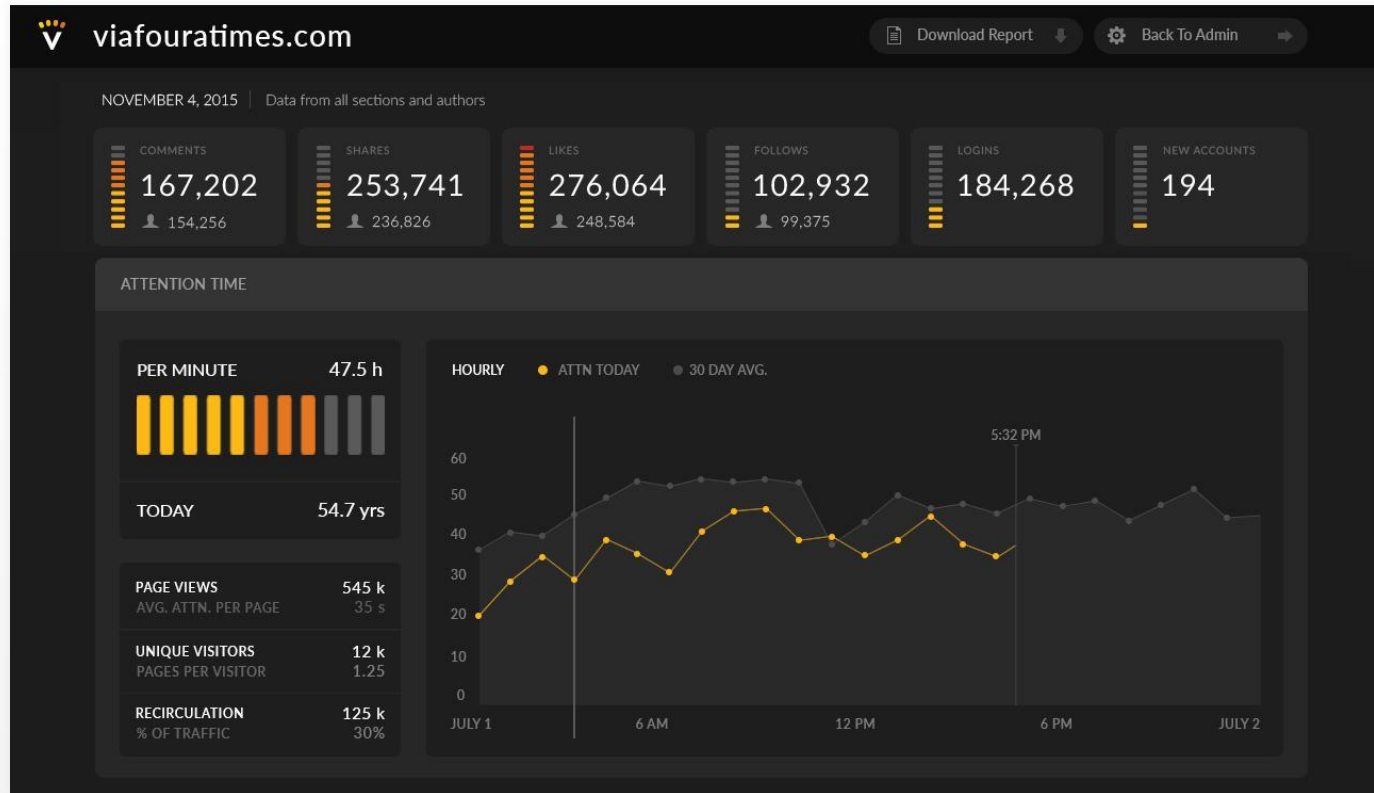 viafouratimes.com
Download Report
Back To Admin
NOVEMBER 4, 2015 Data from all sections and authors
COMMENTS
167,202
154,256
SHARES
253,741
236,826
LIKES
276,064
248,584
FOLLOWS
102,932
99,375
LOGINS
184,268
NEW ACCOUNTS
194
ATTENTION TIME
PER MINUTE 47.5 h
TODAY 54.7 yrs
PAGE VIEWS 545 k
AVG. ATTN. PER PAGE 35 s
UNIQUE VISITORS 12 k
PAGES PER VISITOR 1.25
RECIRCULATION 125 k
% OF TRAFFIC 30%
HOURLY ATTN TODAY 30 DAY AVG.
5:32 PM
60
50
40
30
20
10
0
JULY 1 6 AM 12 PM 6 PM JULY 2